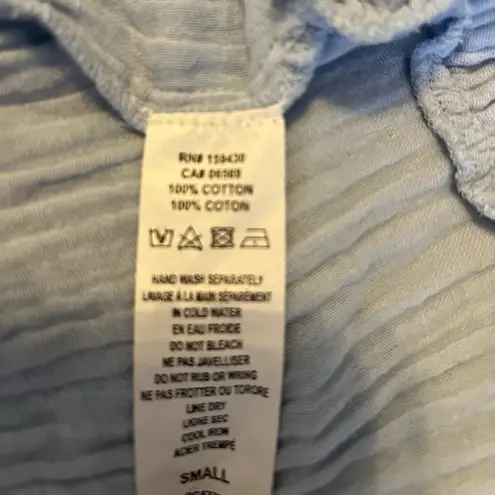 RN# 159430
100% COTTON
100% COTON
HAND WASH SEPARATELY
LAVAGE À LA MAIN SÉPARÉMENT
IN COLD WATER
EN EAU FROIDE
DO NOT BLEACH
NE PAS JAVELLISER
DO NOT RUB OR WRING
NE PAS FROTTER OU TORDRE
LINE DRY
LIGNE SEC
COOL IRON
ACIER TREMPÉ
SMALL